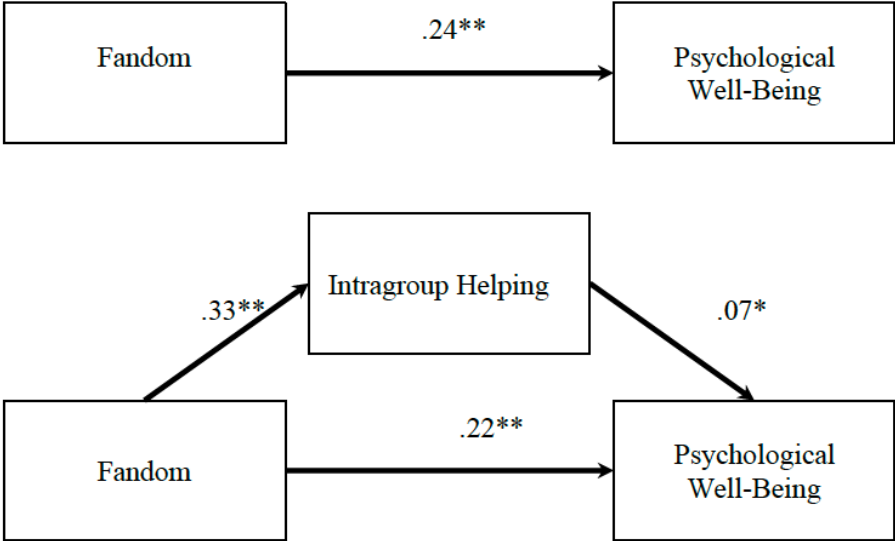 .24**
Fandom
Psychological
Well-Being
Intragroup Helping
.33**
.07*
.22**
Fandom
Psychological
Well-Being